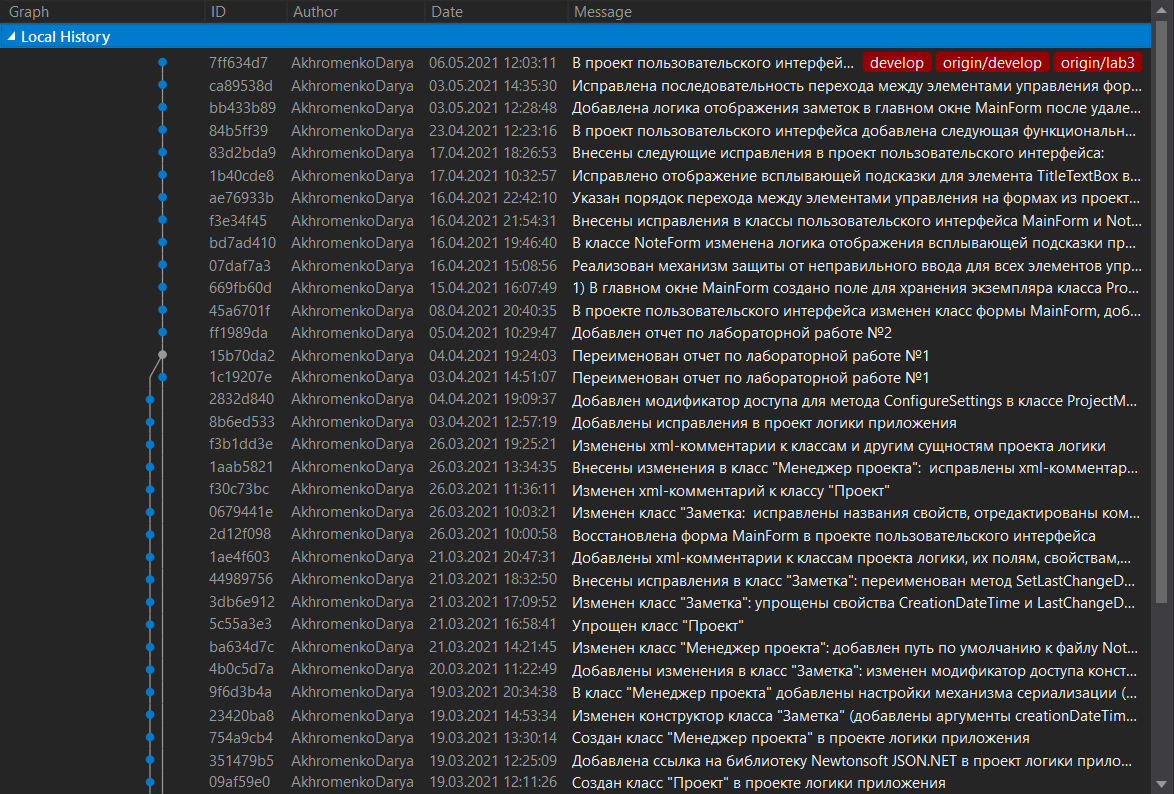 Graph ID Author Date Message
Local History
7ff634d7 AkhromenkoDarya 06.05.2021 12:03:11 В проект пользовательского интерфей... develop origin/develop origin/lab3
ca89538d AkhromenkoDarya 03.05.2021 14:35:30 Исправлена последовательность перехода между элементами управления фор...
bb433b89 AkhromenkoDarya 03.05.2021 12:28:48 Добавлена логика отображения заметок в главном окне MainForm после удале...
84b5ff39 AkhromenkoDarya 23.04.2021 12:23:16 В проект пользовательского интерфейса добавлена следующая функциональн...
83d2bda9 AkhromenkoDarya 17.04.2021 18:26:53 Внесены следующие исправления в проект пользовательского интерфейса:
1b40cde8 AkhromenkoDarya 17.04.2021 10:32:57 Исправлено отображение всплывающей подсказки для элемента TitleTextBox в...
ae76933b AkhromenkoDarya 16.04.2021 22:42:10 Указан порядок перехода между элементами управления на формах из проект...
f3e34f45 AkhromenkoDarya 16.04.2021 21:54:31 Внесены исправления в классы пользовательского интерфейса MainForm и Not...
bd7ad410 AkhromenkoDarya 16.04.2021 19:46:40 В классе NoteForm изменена логика отображения всплывающей подсказки пр...
07daf7a3 AkhromenkoDarya 16.04.2021 15:08:56 Реализован механизм защиты от неправильного ввода для всех элементов упр...
669fb60d AkhromenkoDarya 15.04.2021 16:07:49 1) В главном окне MainForm создано поле для хранения экземпляра класса Pro...
45a6701f AkhromenkoDarya 08.04.2021 20:40:35 В проекте пользовательского интерфейса изменен класс формы MainForm, доб...
ff1989da AkhromenkoDarya 05.04.2021 10:29:47 Добавлен отчет по лабораторной работе №2
15b70da2 AkhromenkoDarya 04.04.2021 19:24:03 Переименован отчет по лабораторной работе №1
1c19207e AkhromenkoDarya 03.04.2021 14:51:07 Переименован отчет по лабораторной работе №1
2832d840 AkhromenkoDarya 04.04.2021 19:09:37 Добавлен модификатор доступа для метода ConfigureSettings в классе ProjectM...
8b6ed533 AkhromenkoDarya 03.04.2021 12:57:19 Добавлены исправления в проект логики приложения
f3b1dd3e AkhromenkoDarya 26.03.2021 19:25:21 Изменены xml-комментарии к классам и другим сущностям проекта логики
1aab5821 AkhromenkoDarya 26.03.2021 13:34:35 Внесены изменения в класс "Менеджер проекта":  исправлены xml-комментар...
f30c73bc AkhromenkoDarya 26.03.2021 11:36:11 Изменен xml-комментарий к классу "Проект"
0679441e AkhromenkoDarya 26.03.2021 10:03:21 Изменен класс "Заметка:  исправлены названия свойств, отредактированы ком...
2d12f098 AkhromenkoDarya 26.03.2021 10:00:58 Восстановлена форма MainForm в проекте пользовательского интерфейса
1ae4f603 AkhromenkoDarya 21.03.2021 20:47:31 Добавлены xml-комментарии к классам проекта логики, их полям, свойствам,...
44989756 AkhromenkoDarya 21.03.2021 18:32:50 Внесены исправления в класс "Заметка": переименован метод SetLastChangeD...
3db6e912 AkhromenkoDarya 21.03.2021 17:09:52 Изменен класс "Заметка": упрощены свойства CreationDateTime и LastChangeD...
5c55a3e3 AkhromenkoDarya 21.03.2021 16:58:41 Упрощен класс "Проект"
ba634d7c AkhromenkoDarya 21.03.2021 14:21:45 Изменен класс "Менеджер проекта": добавлен путь по умолчанию к файлу Not...
4b0c5d7a AkhromenkoDarya 20.03.2021 11:22:49 Добавлены изменения в класс "Заметка": изменен модификатор доступа конст...
9f6d3b4a AkhromenkoDarya 19.03.2021 20:34:38 В класс "Менеджер проекта" добавлены настройки механизма сериализации (...
23420ba8 AkhromenkoDarya 19.03.2021 14:53:34 Изменен конструктор класса "Заметка" (добавлены аргументы creationDateTim...
754a9cb4 AkhromenkoDarya 19.03.2021 13:30:14 Создан класс "Менеджер проекта" в проекте логики приложения
351479b5 AkhromenkoDarya 19.03.2021 12:25:09 Добавлена ссылка на библиотеку Newtonsoft JSON.NET в проект логики прило...
09af59e0 AkhromenkoDarya 19.03.2021 12:11:26 Создан класс "Проект" в проекте логики приложения